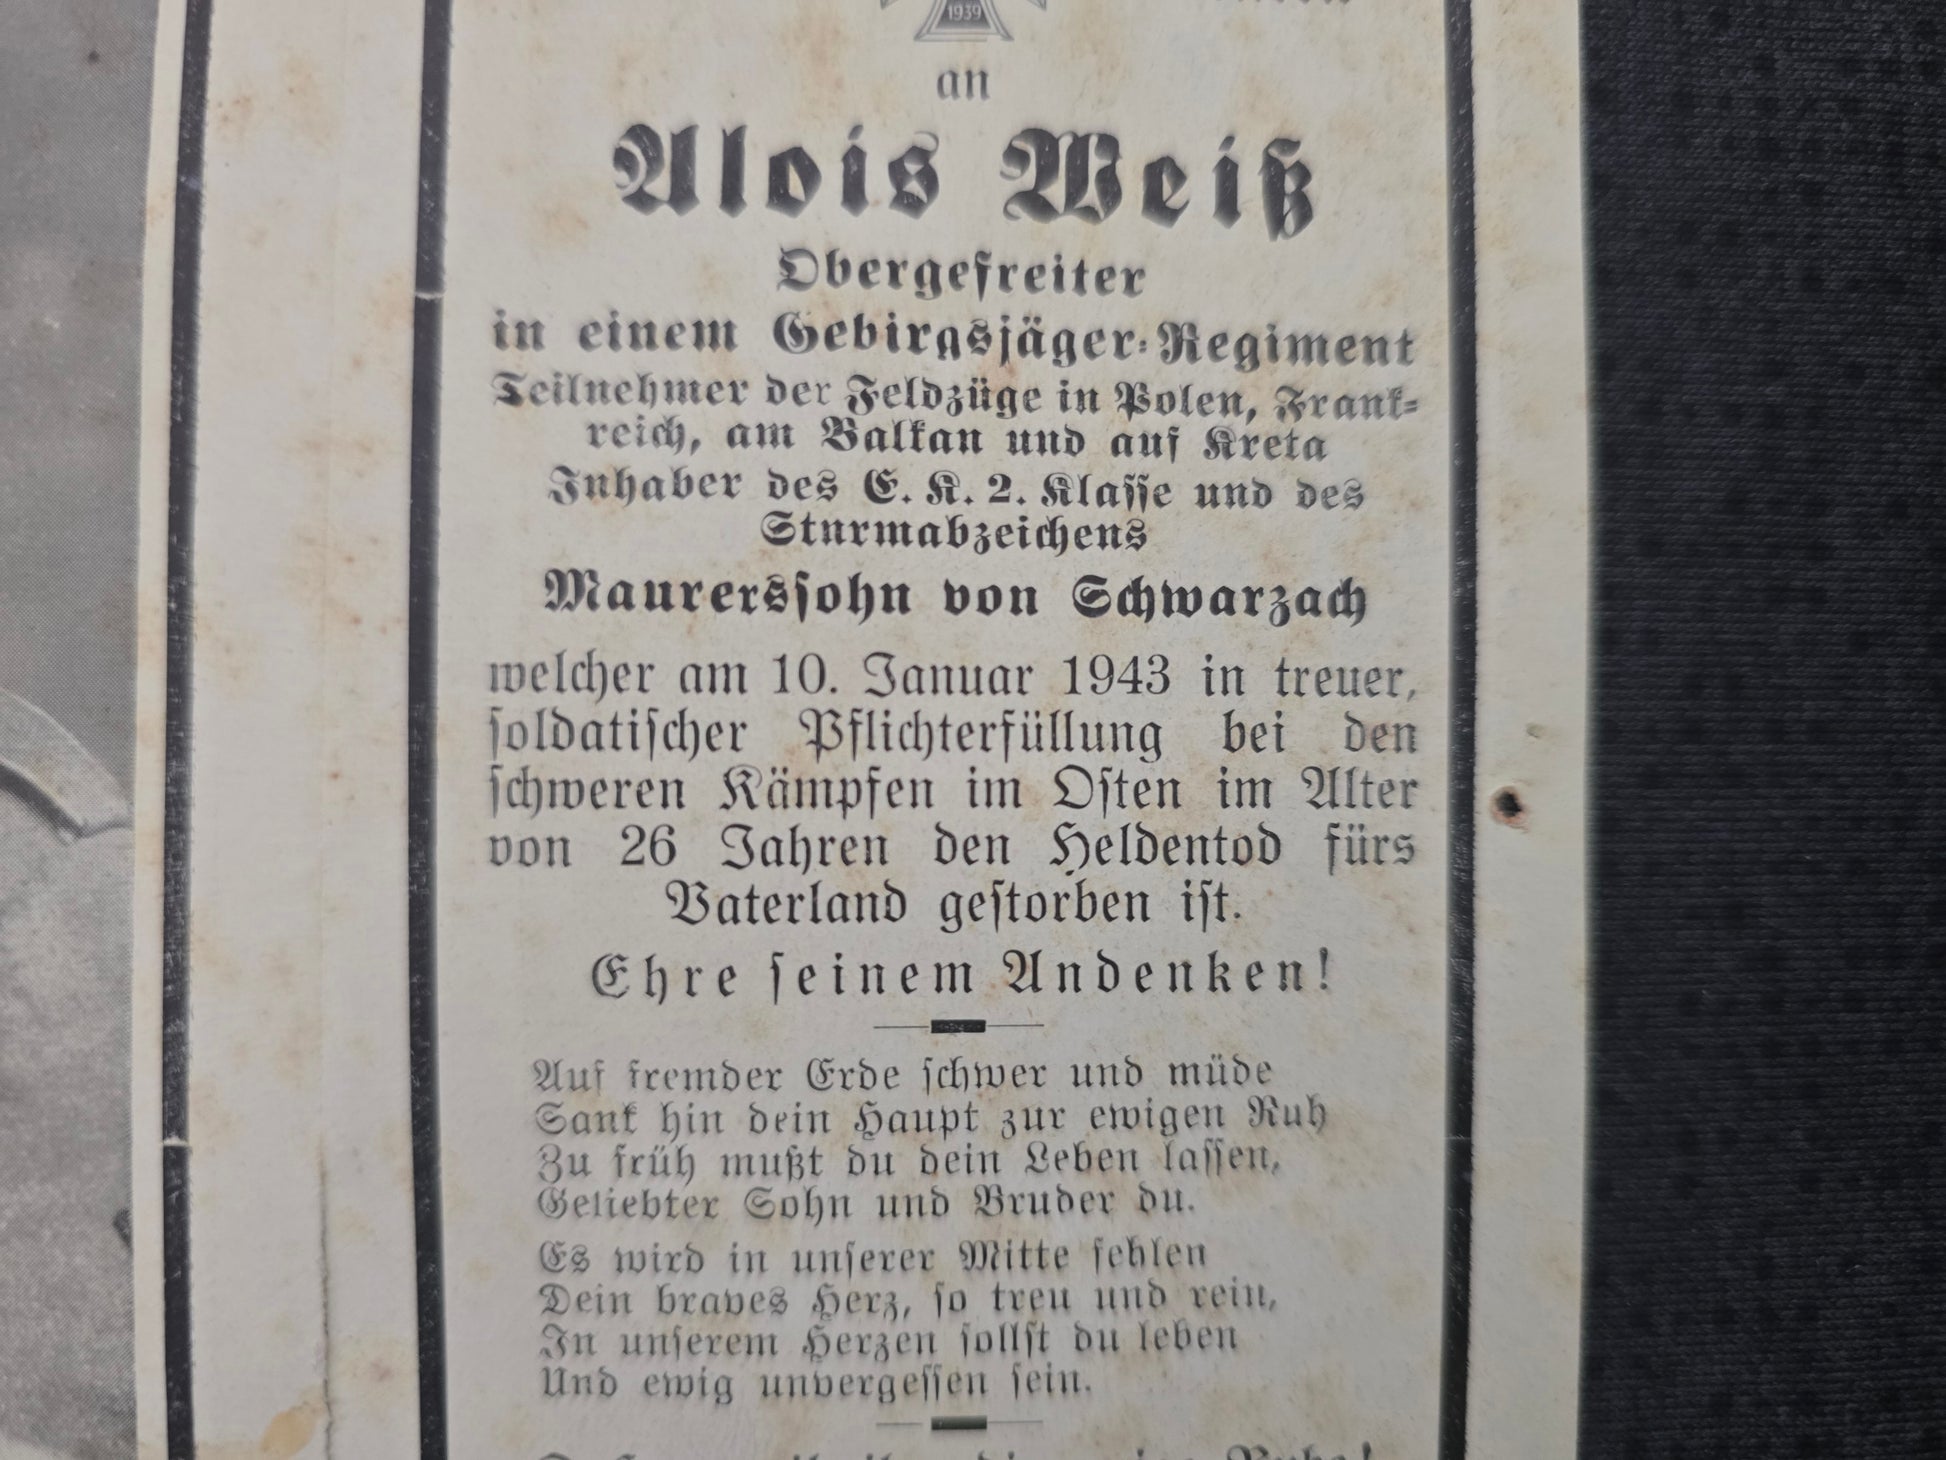 1939
an
Alois Weiß
Obergefreiter
in einem Gebirgsjäger-Regiment
Teilnehmer der Feldzüge in Polen, Frank-
reich, am Balkan und auf Kreta
Inhaber des E. K. 2. Klasse und des
Sturmabzeichens
Maurerssohn von Schwarzach
welcher am 10. Januar 1943 in treuer,
soldatischer Pflichterfüllung bei den
schweren Kämpfen im Osten im Alter
von 26 Jahren den Heldentod fürs
Vaterland gestorben ist.
Ehre seinem Andenken!
Auf fremder Erde schwer und müde
Sank hin dein Haupt zur ewigen Ruh
Zu früh mußt du dein Leben lassen,
Geliebter Sohn und Bruder du.
Es wird in unserer Mitte fehlen
Dein braves Herz, so treu und rein,
In unserem Herzen sollst du leben
Und ewig unvergessen sein.